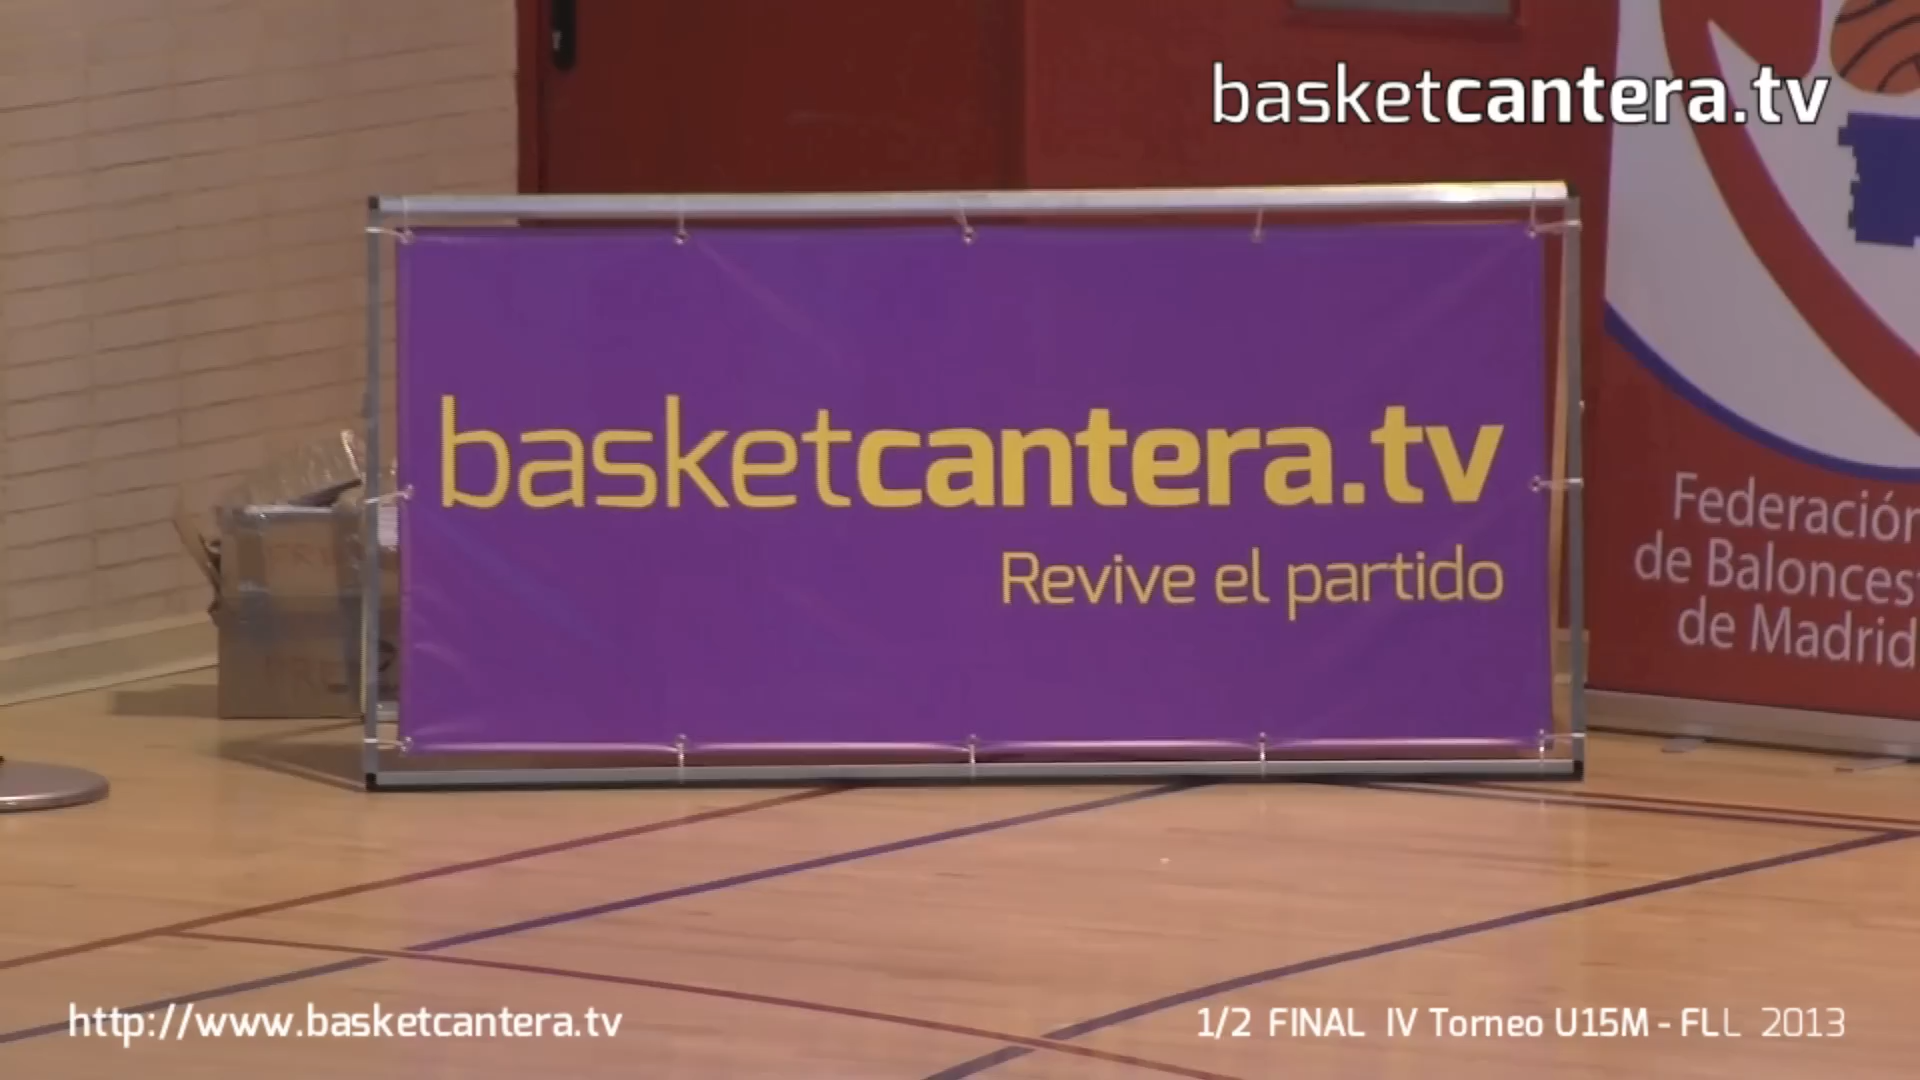 basketcantera.tv
basketcantera.tv
Revive el partido
Federación
de Baloncest
de Madrid
http://www.basketcantera.tv
1/2 FINAL IV Torneo U15M - FLL 2013